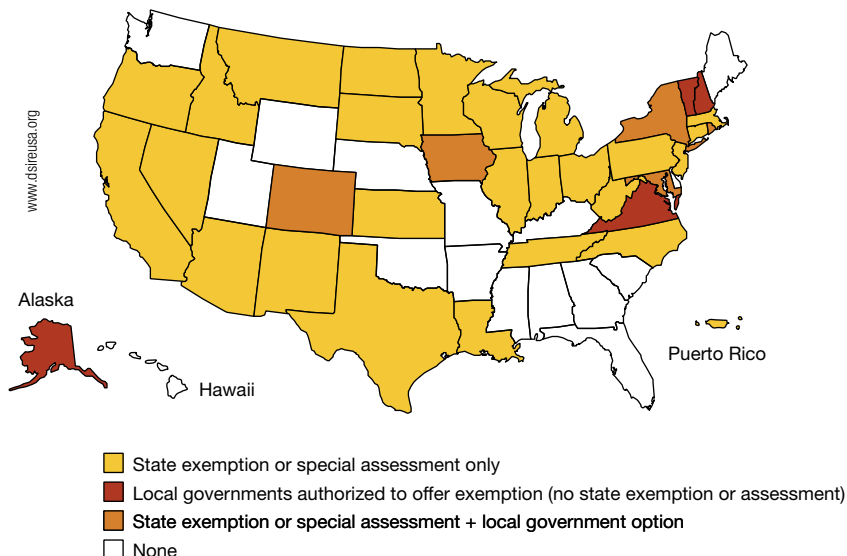 www.dsireusa.org
Alaska
Hawaii
Puerto Rico
State exemption or special assessment only
Local governments authorized to offer exemption (no state exemption or assessment)
State exemption or special assessment + local government option
None